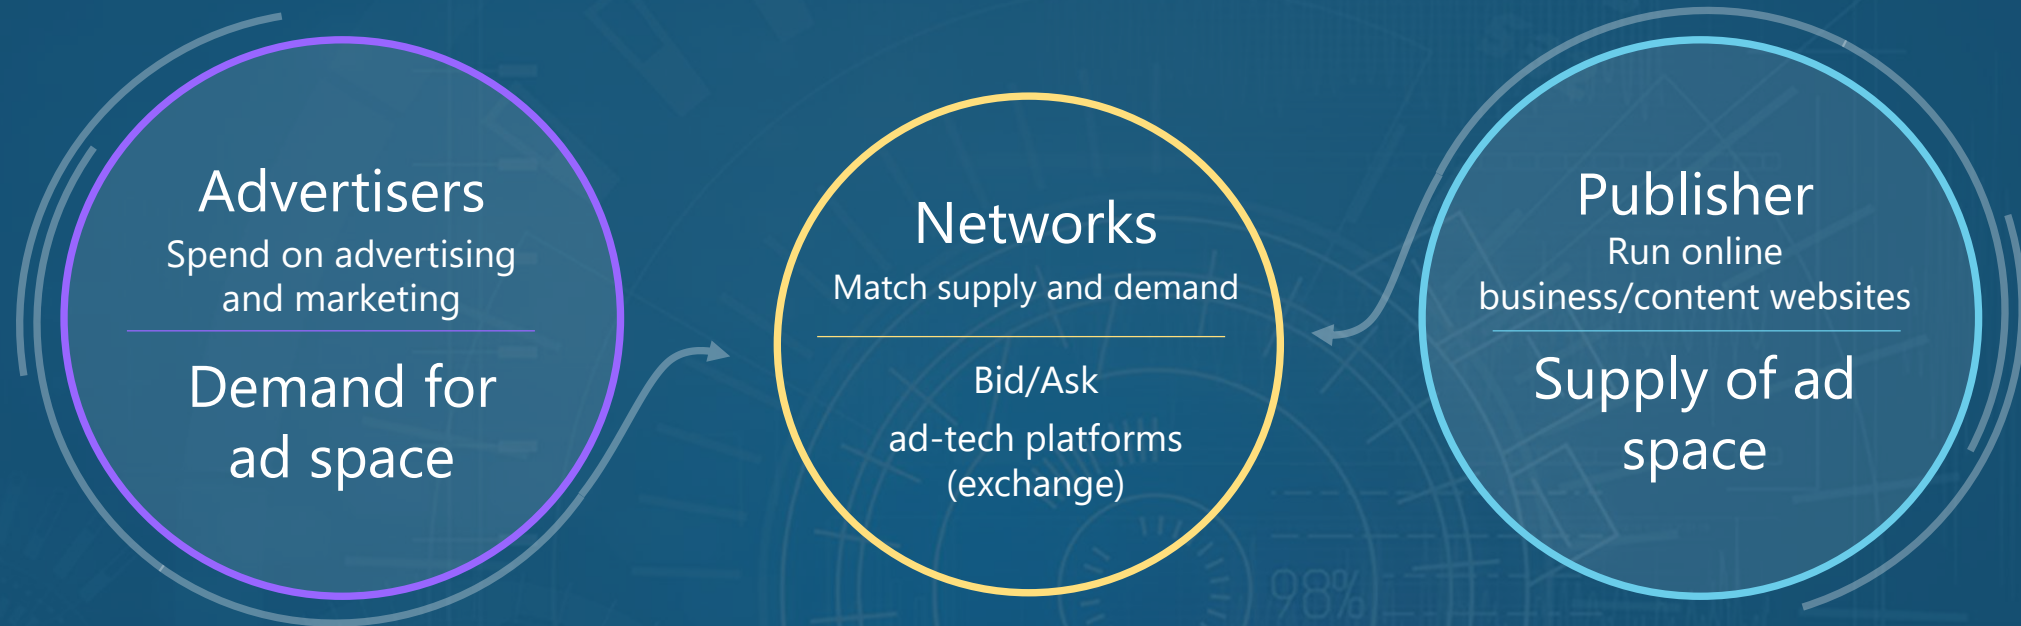 Advertisers
Spend on advertising
and marketing
Demand for
ad space
Networks
Match supply and demand
Bid/Ask
ad-tech platforms
(exchange)
Publisher
Run online
business/content websites
Supply of ad
space
98%